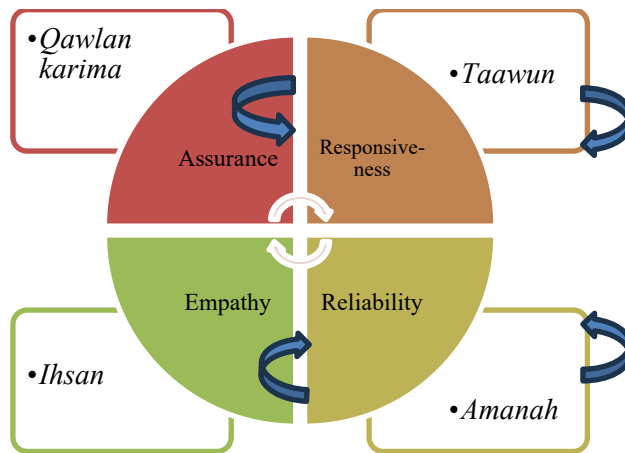 •Qawlan
karima
•Taawun
Assurance
Responsive-
ness
Empathy
Reliability
•Ihsan
•Amanah